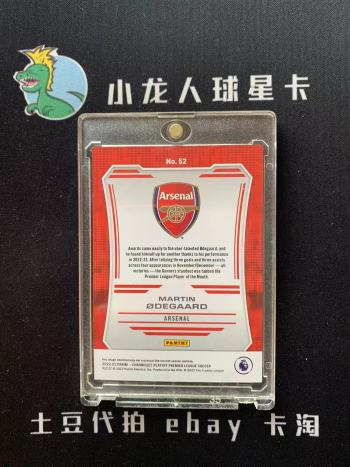 小龙人球星卡
No. 52
Arsenal
Awards come easily to the uber-talented Ødegaard, and
he found himself up for another thanks to his performance
in 2022-23. After tallying three goals and three assists
across four appearances in November/December — all
victories — the Gunners standout was tabbed the
Premier League Player of the Month.
MARTIN
ØDEGAARD
ARSENAL
PANINI
Premier
League
土豆代拍 ebay 卡淘